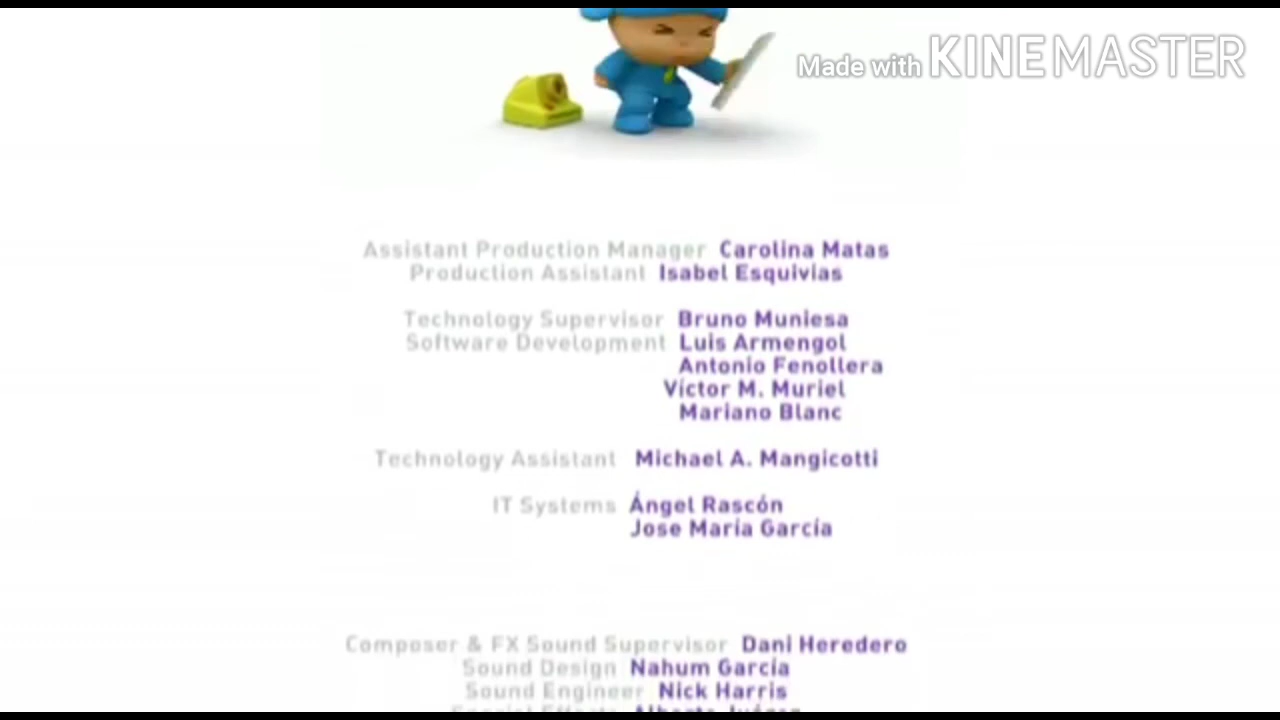 Made with KINEMASTER
Assistant Production Manager Carolina Matas
Production Assistant Isabel Esquivias
Technology Supervisor Bruno Muniesa
Software Development Luis Armengol
Antonio Fenollera
Víctor M. Muriel
Mariano Blanc
Technology Assistant Michael A. Mangicotti
IT Systems Ángel Rascón
Jose María García
Composer & FX Sound Supervisor Dani Heredero
Sound Design Nahum García
Sound Engineer Nick Harris